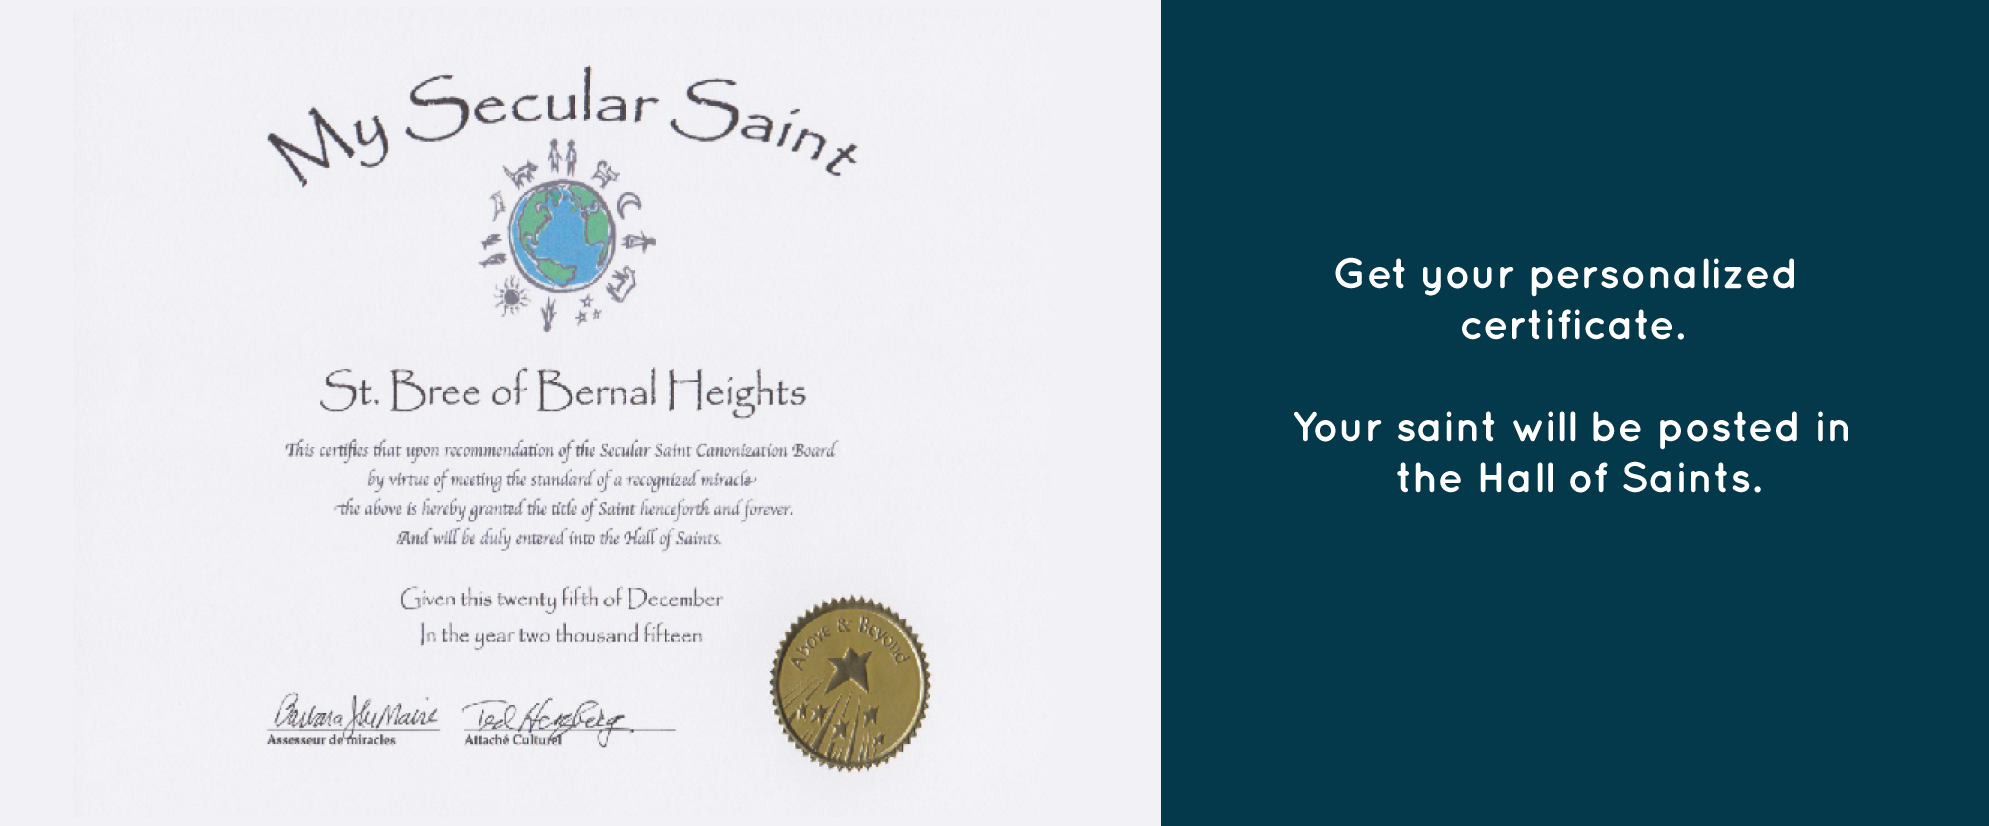 My Secular Saint
St. Bree of Bernal Heights
This certifies that upon recommendation of the Secular Saint Canonization Board
by virtue of meeting the standard of a recognized miracle
the above is hereby granted the title of Saint henceforth and forever.
And will be duly entered into the Hall of Saints.
Given this twenty fifth of December
In the year two thousand fifteen
Above & Beyond
Barbara
Ted Herzberg
Assesseur de miracles
Attaché Culturel
Get your personalized
certificate.
Your saint will be posted in
the Hall of Saints.